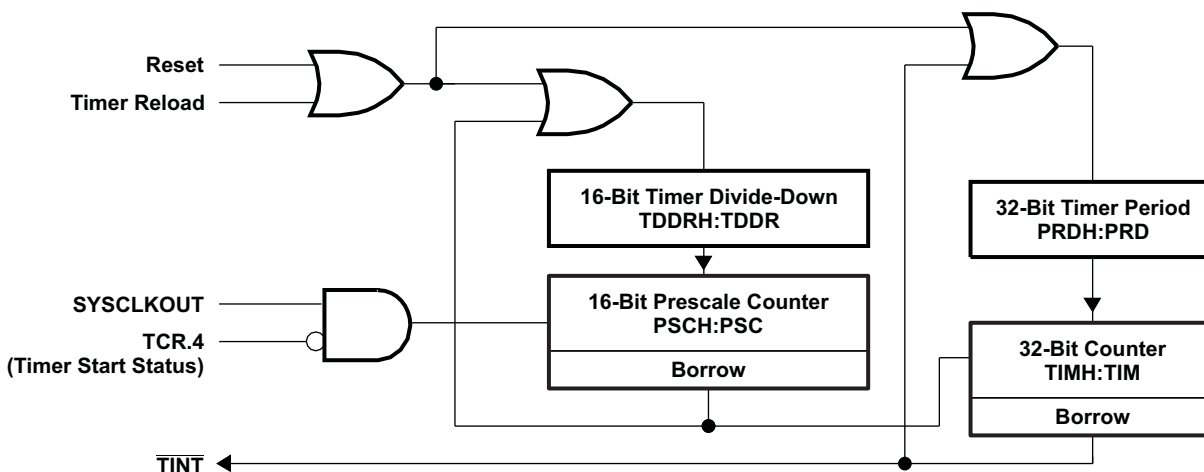 Reset
Timer Reload
16-Bit Timer Divide-Down
TDDRH:TDDR
32-Bit Timer Period
PRDH:PRD
SYSCLKOUT
TCR.4
(Timer Start Status)
16-Bit Prescale Counter
PSCH:PSC
Borrow
32-Bit Counter
TIMH:TIM
Borrow
TINT